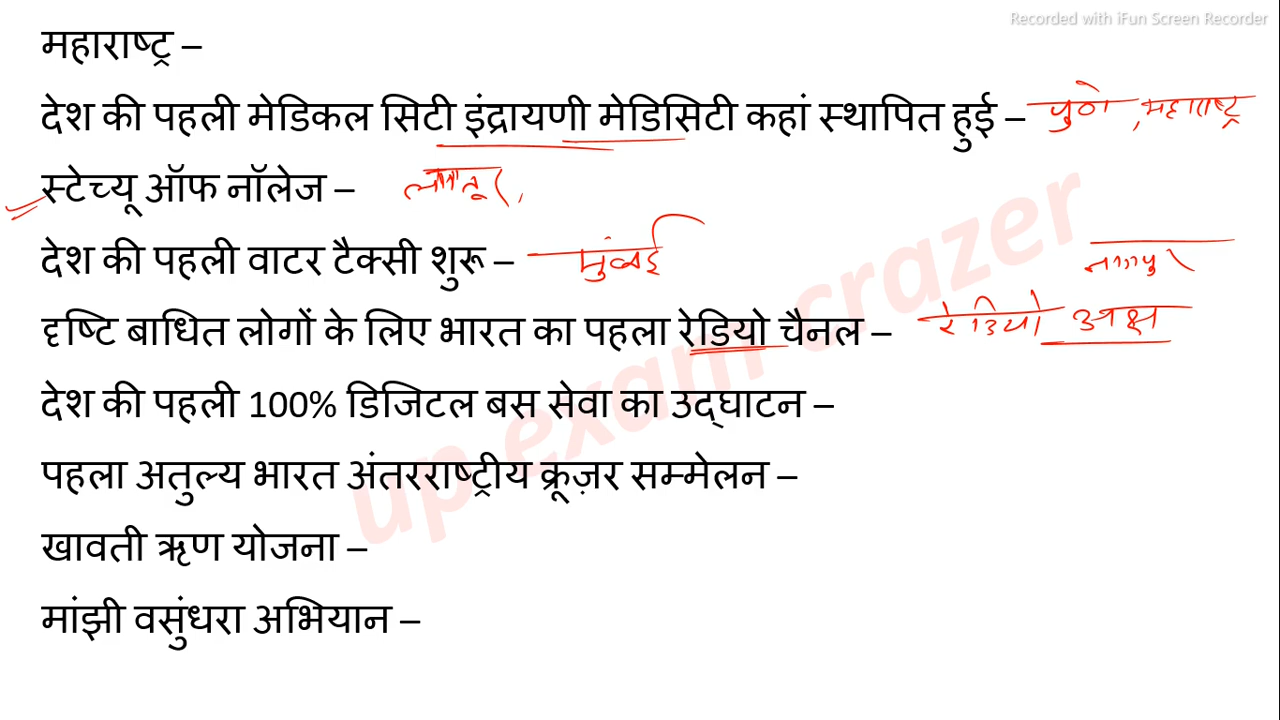 Recorded with iFun Screen Recorder
महाराष्ट्र –
देश की पहली मेडिकल सिटी इंद्रायणी मेडिसिटी कहां स्थापित हुई – पुणे, महाराष्ट्र
स्टेच्यू ऑफ नॉलेज – लातूर,
देश की पहली वाटर टैक्सी शुरू – मुंबई नागपुर
दृष्टि बाधित लोगों के लिए भारत का पहला रेडियो चैनल – रेडियो अक्ष
देश की पहली 100% डिजिटल बस सेवा का उद्घाटन –
पहला अतुल्य भारत अंतरराष्ट्रीय क्रूज़र सम्मेलन –
खावती ऋण योजना –
मांझी वसुंधरा अभियान –
up exam crazer